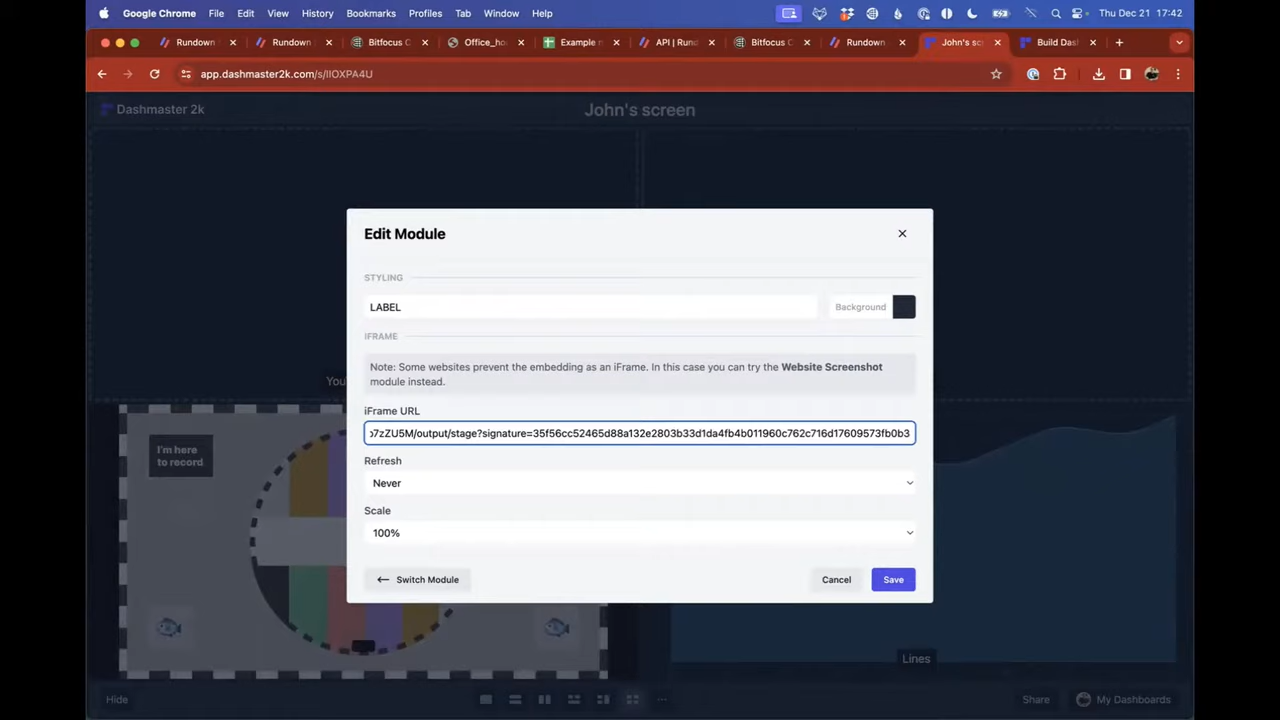 Google Chrome File Edit View History Bookmarks Profiles Tab Window Help Thu Dec 21 17:42
Rundown Rundown Bitfocus C Office_ho Example r API | Rund Bitfocus C Rundown John's scr Build Dash
app.dashmaster2k.com/s/IIOXPA4U
Dashmaster 2k
John's screen
Edit Module
STYLING
LABEL
Background
IFRAME
Note: Some websites prevent the embedding as an iFrame. In this case you can try the Website Screenshot
module instead.
You
iFrame URL
7zZU5M/output/stage?signature=35f56cc52465d88a132e2803b33d1da4fb4b011960c762c716d17609573fb0b3
I'm here
to record
Refresh
Never
Scale
100%
← Switch Module
Cancel
Save
Lines
Hide
Share
My Dashboards